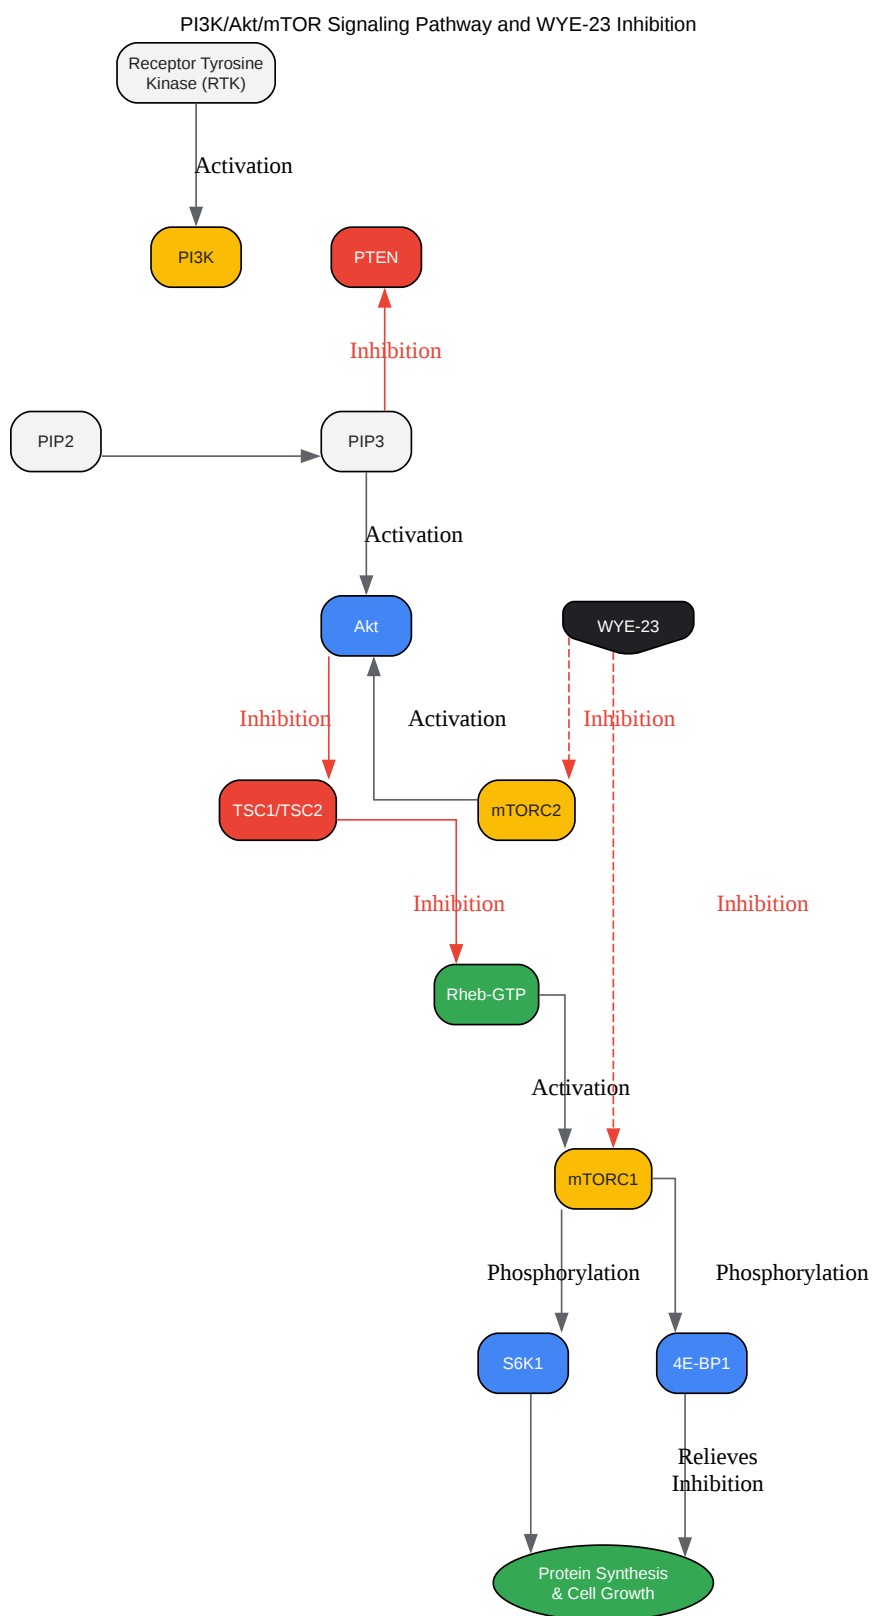 PI3K/Akt/mTOR Signaling Pathway and WYE-23 Inhibition
Receptor Tyrosine
Kinase (RTK)
Activation
PI3K
PTEN
Inhibition
PIP2
PIP3
Activation
Akt
WYE-23
Inhibition
Activation
Inhibition
TSC1/TSC2
mTORC2
Inhibition
Inhibition
Rheb-GTP
Activation
mTORC1
Phosphorylation
Phosphorylation
S6K1
4E-BP1
Relieves
Inhibition
Protein Synthesis
& Cell Growth